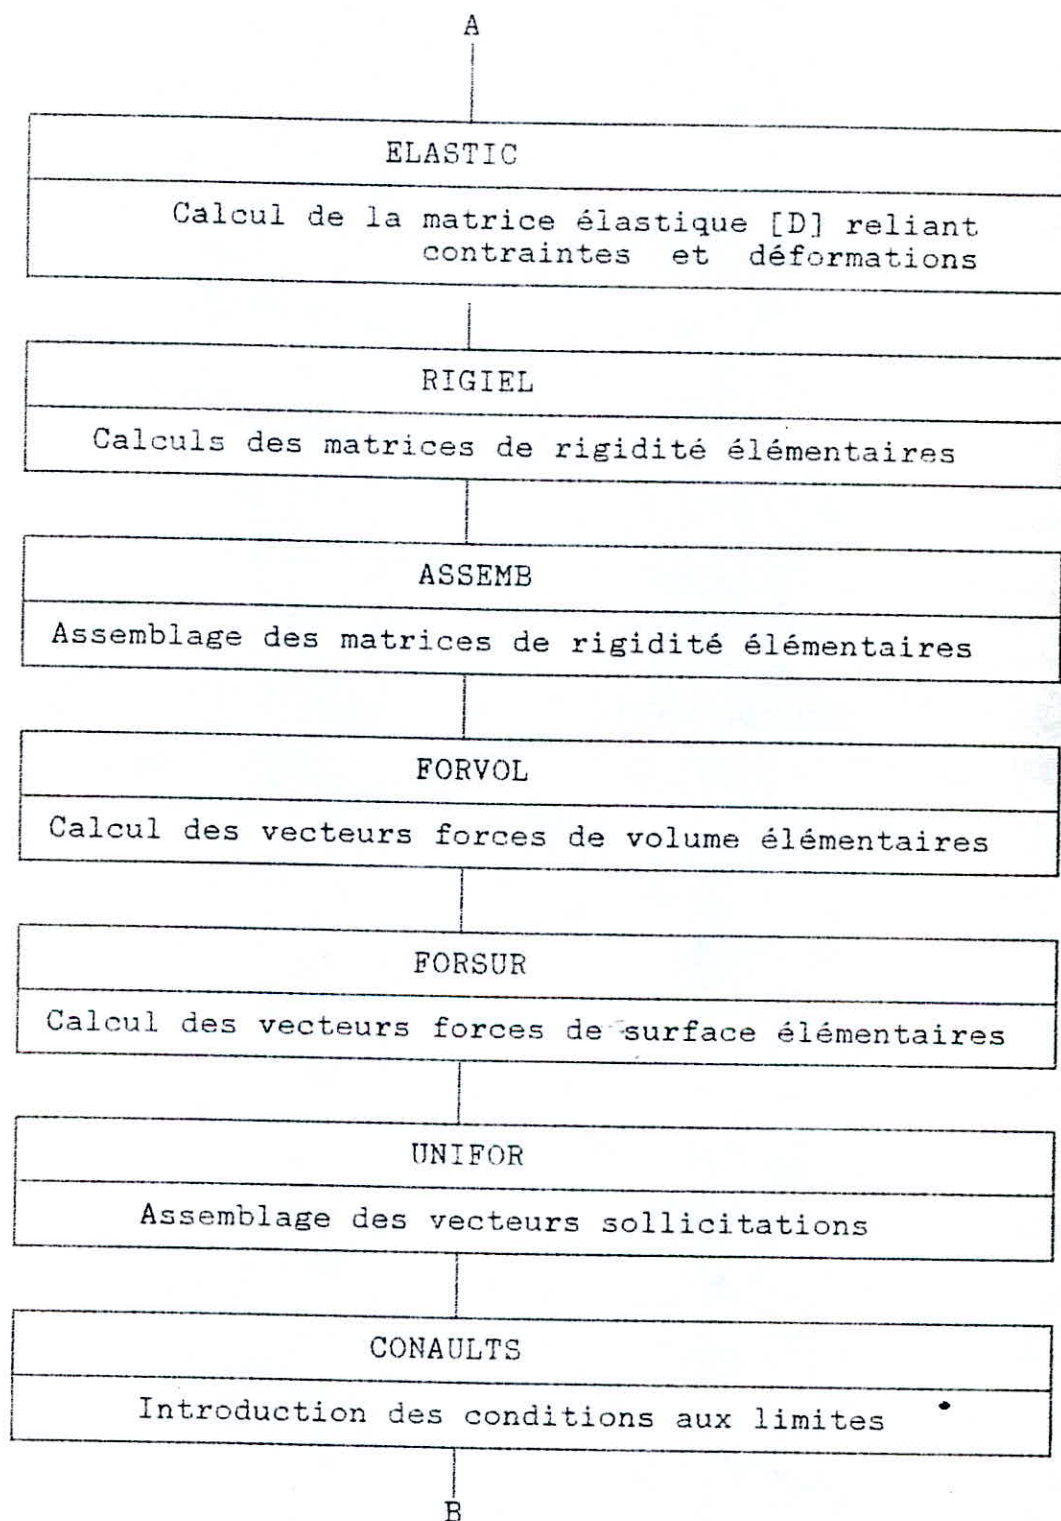 A
ELASTIC
Calcul de la matrice élastique [D] reliant
contraintes et déformations
RIGIEL
Calculs des matrices de rigidité élémentaires
ASSEMB
Assemblage des matrices de rigidité élémentaires
FORVOL
Calcul des vecteurs forces de volume élémentaires
FORSUR
Calcul des vecteurs forces de surface élémentaires
UNIFOR
Assemblage des vecteurs sollicitations
CONAULTS
Introduction des conditions aux limites
B